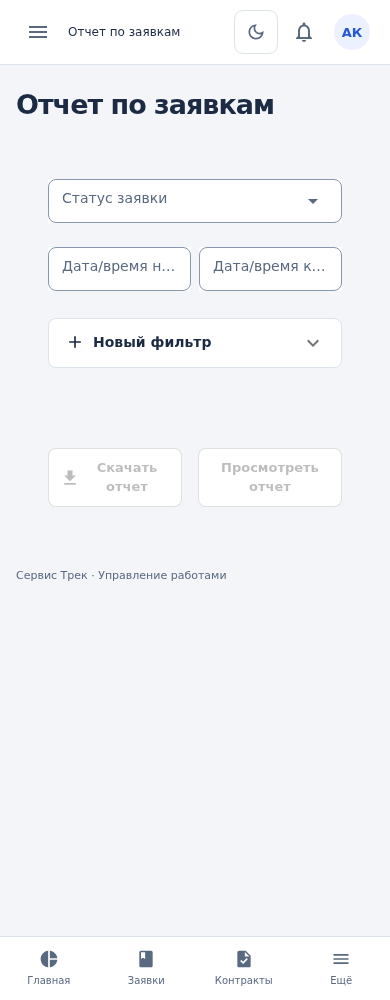 Отчет по заявкам
АК
Отчет по заявкам
Статус заявки
Дата/время н...
Дата/время к...
Новый фильтр
Скачать
отчет
Просмотреть
отчет
Сервис Трек · Управление работами
Главная
Заявки
Контракты
Ещё